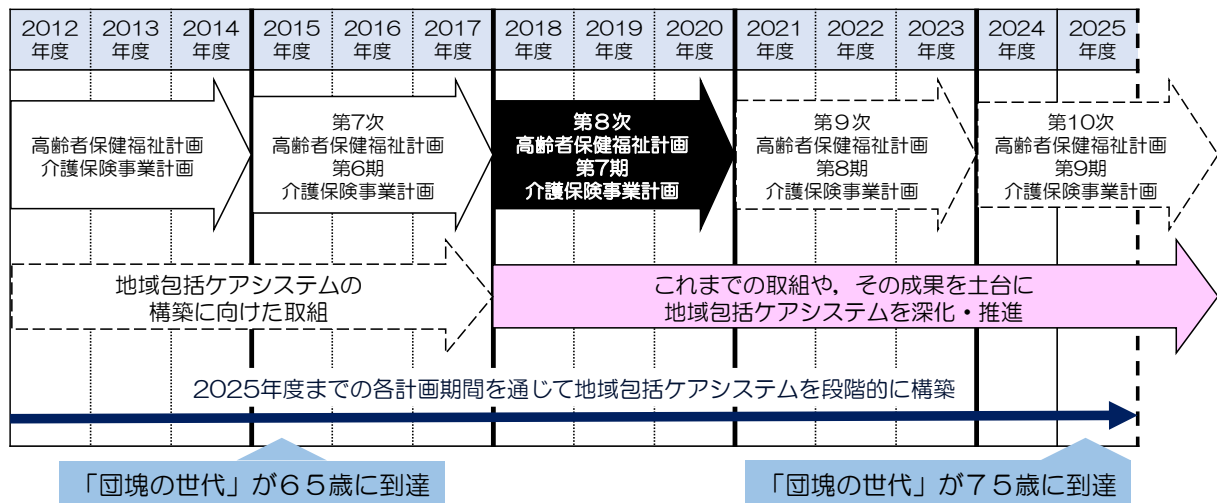 2012 2013 2014 2015 2016 2017 2018 2019 2020 2021 2022 2023 2024 2025
年度 年度 年度 年度 年度 年度 年度 年度 年度 年度 年度 年度 年度 年度
高齢者保健福祉計画
介護保険事業計画
第7次
高齢者保健福祉計画
第6期
介護保険事業計画
第8次
高齢者保健福祉計画
第7期
介護保険事業計画
第9次
高齢者保健福祉計画
第8期
介護保険事業計画
第10次
高齢者保健福祉計画
第9期
介護保険事業計画
地域包括ケアシステムの
構築に向けた取組
これまでの取組や，その成果を土台に
地域包括ケアシステムを深化・推進
2025年度までの各計画期間を通じて地域包括ケアシステムを段階的に構築
「団塊の世代」が６５歳に到達
「団塊の世代」が７５歳に到達